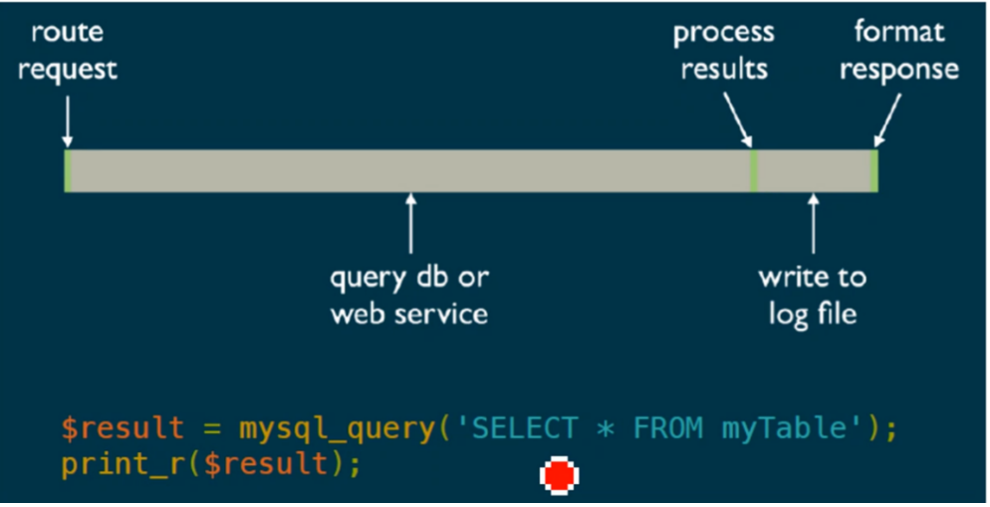 route
request
process
results
format
response
query db or
web service
write to
log file
$result = mysql_query('SELECT * FROM myTable');
print_r($result);